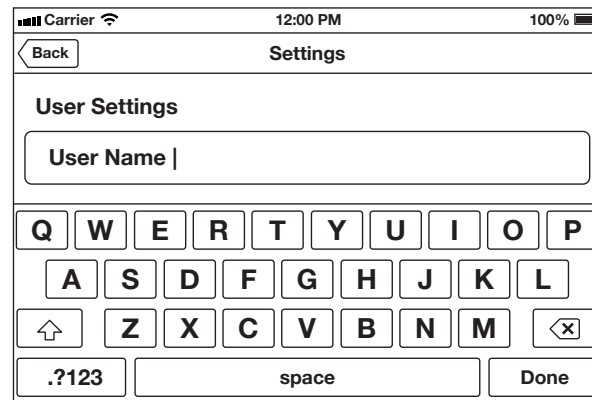 Carrier 12:00 PM 100%
Back Settings
User Settings
User Name |
Q W E R T Y U I O P
A S D F G H J K L
Z X C V B N M
.?123 space Done